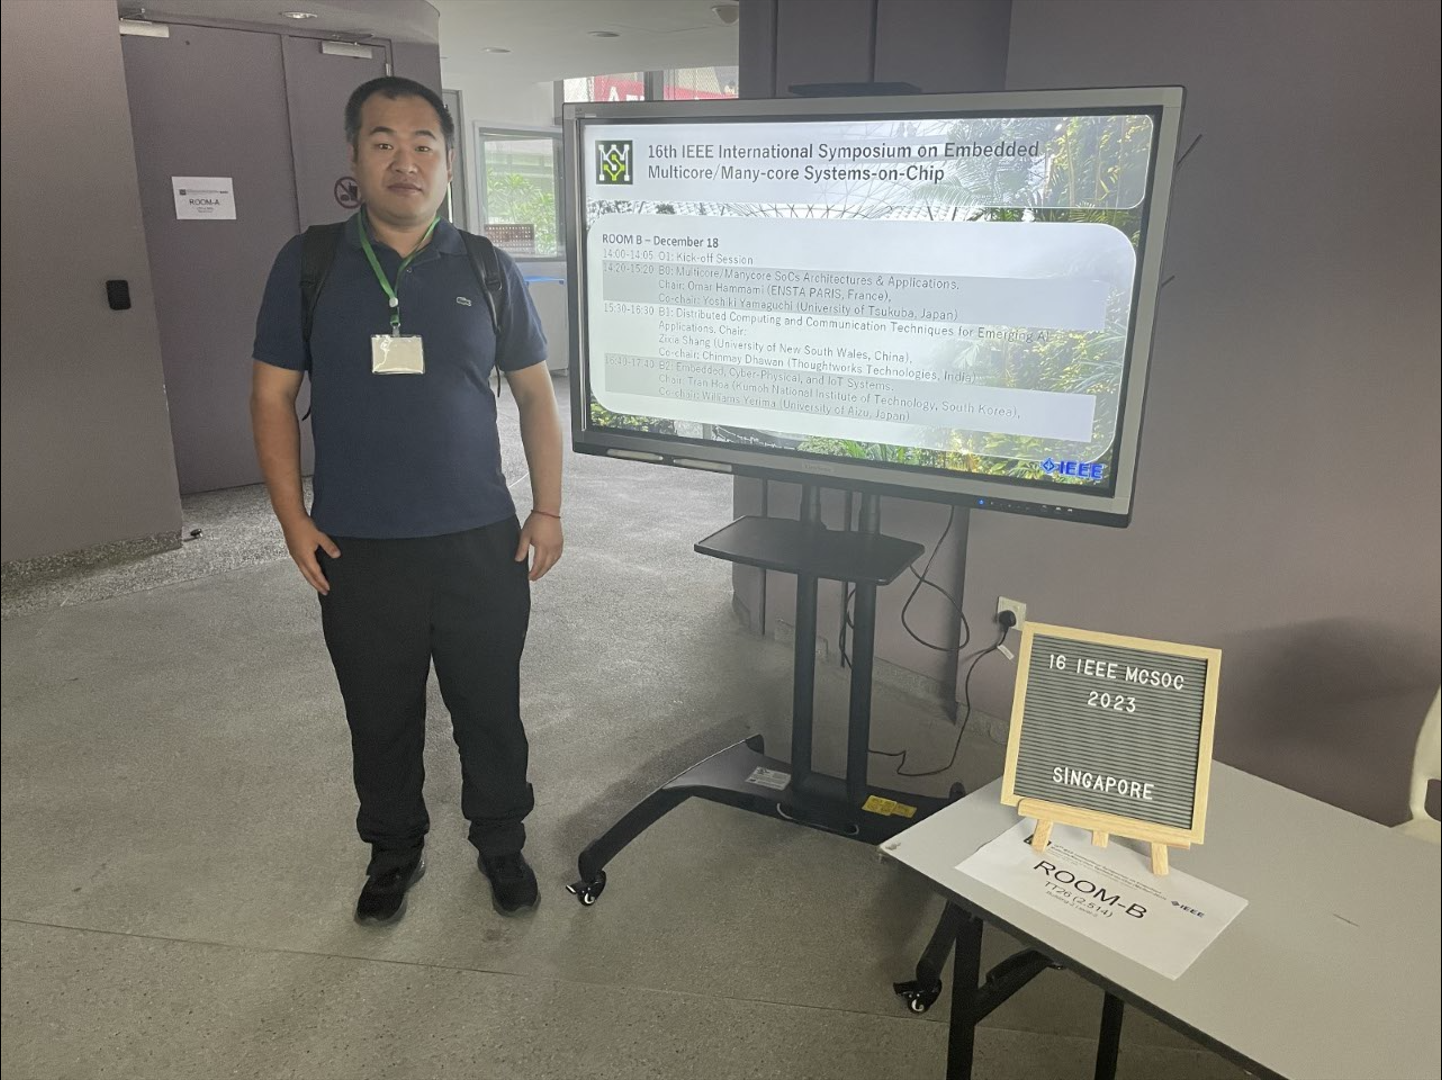 16th IEEE International Symposium on Embedded
Multicore/Many-core Systems-on-Chip
ROOM B – December 18
14:00-14:05 O1: Kick-off Session
14:20-15:20 B0: Multicore/Manycore SoCs Architectures & Applications.
Chair: Omar Hammami (ENSTA PARIS, France),
Co-chair: Yoshiki Yamaguchi (University of Tsukuba, Japan)
15:30-16:30 B1: Distributed Computing and Communication Techniques for Emerging AI
Applications. Chair:
Zixia Shang (University of New South Wales, China),
Co-chair: Chinmay Dhawan (Thoughtworks Technologies, India)
16:40-17:40 B2: Embedded, Cyber-Physical, and IoT Systems.
Chair: Tran Hoa (Kumoh National Institute of Technology, South Korea),
Co-chair: Williams Yerima (University of Aizu, Japan)
IEEE
ROOM-A
16 IEEE MCSOC
2023
SINGAPORE
ROOM-B
TT26 (2.514)
IEEE